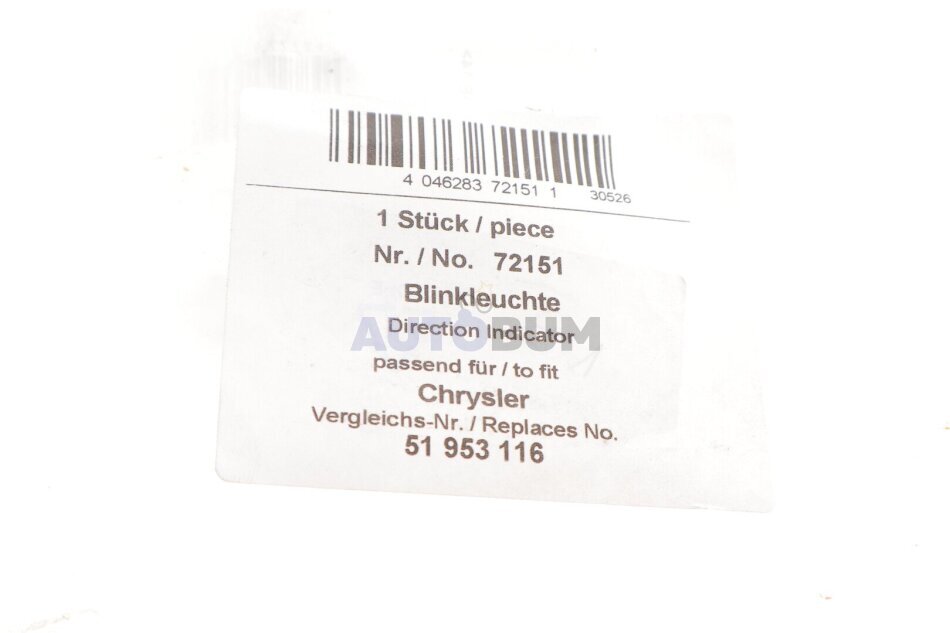 4 046283 72151 1
30526
1 Stück / piece
Nr. / No. 72151
Blinkleuchte
AUTOBUM
Direction Indicator
passend für / to fit
Chrysler
Vergleichs-Nr. / Replaces No.
51 953 116